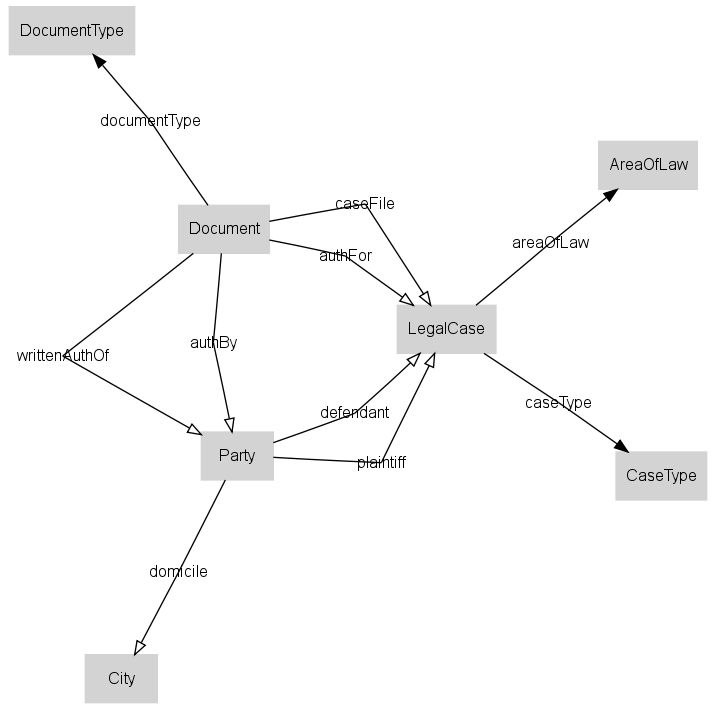 DocumentType
documentType
AreaOfLaw
caseFile
Document
areaOfLaw
authFor
LegalCase
authBy
writtenAuthOf
caseType
defendant
Party
plaintiff
CaseType
domicile
City